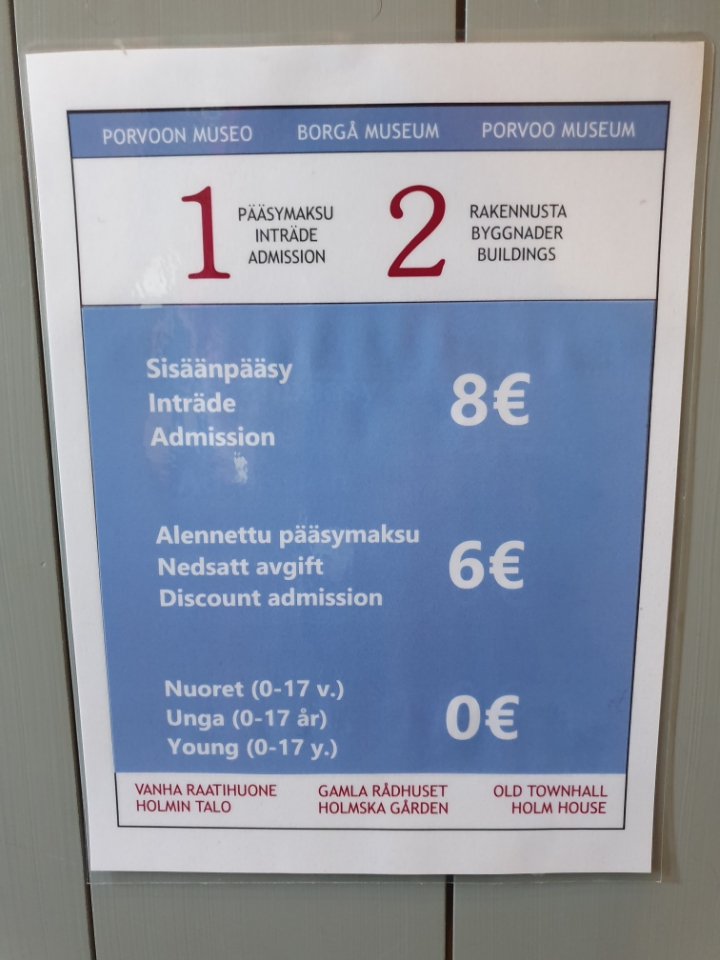 PORVOON MUSEO BORGÅ MUSEUM PORVOO MUSEUM
1
PÄÄSYMAKSU
INTRÄDE
ADMISSION
2
RAKENNUSTA
BYGGNADER
BUILDINGS
Sisäänpääsy
Inträde
Admission
8€
Alennettu pääsymaksu
Nedsatt avgift
Discount admission
6€
Nuoret (0-17 v.)
Unga (0-17 år)
Young (0-17 y.)
0€
VANHA RAATIHUONE
HOLMIN TALO
GAMLA RÅDHUSET
HOLMSKA GÅRDEN
OLD TOWNHALL
HOLM HOUSE